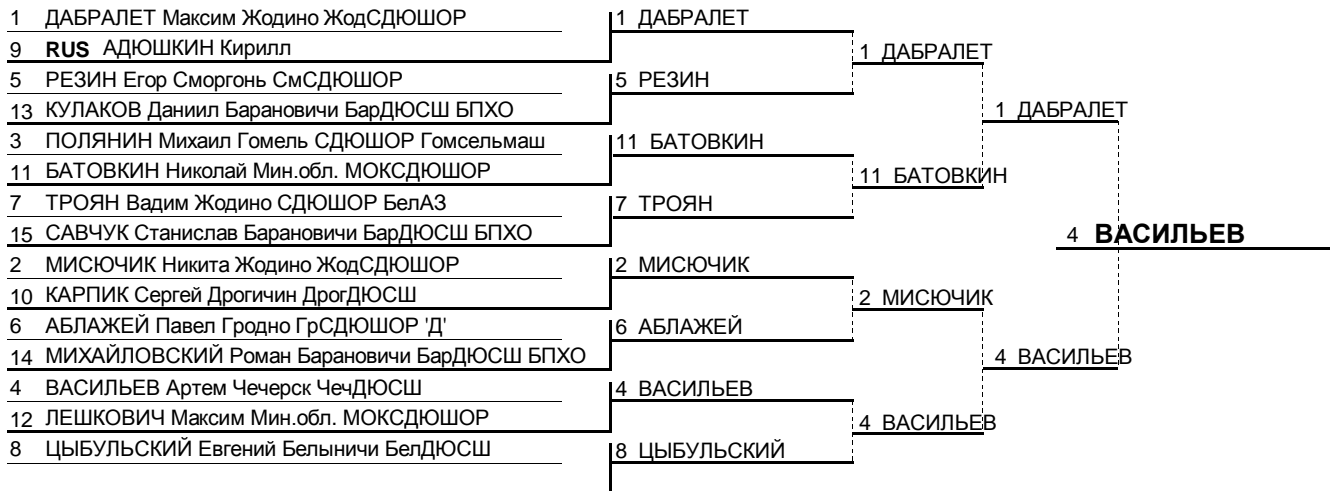 1 ДАБРАЛЕТ Максим Жодино ЖодСДЮШОР
9 RUS АДЮШКИН Кирилл
5 РЕЗИН Егор Сморгонь СмСДЮШОР
13 КУЛАКОВ Даниил Барановичи БарДЮСШ БПХО
3 ПОЛЯНИН Михаил Гомель СДЮШОР Гомсельмаш
11 БАТОВКИН Николай Мин.обл. МОКСДЮШОР
7 ТРОЯН Вадим Жодино СДЮШОР БелАЗ
15 САВЧУК Станислав Барановичи БарДЮСШ БПХО
2 МИСЮЧИК Никита Жодино ЖодСДЮШОР
10 КАРПИК Сергей Дрогичин ДрогДЮСШ
6 АБЛАЖЕЙ Павел Гродно ГрСДЮШОР 'Д'
14 МИХАЙЛОВСКИЙ Роман Барановичи БарДЮСШ БПХО
4 ВАСИЛЬЕВ Артем Чечерск ЧечДЮСШ
12 ЛЕШКОВИЧ Максим Мин.обл. МОКСДЮШОР
8 ЦЫБУЛЬСКИЙ Евгений Белыничи БелДЮСШ
1 ДАБРАЛЕТ
5 РЕЗИН
11 БАТОВКИН
7 ТРОЯН
2 МИСЮЧИК
6 АБЛАЖЕЙ
4 ВАСИЛЬЕВ
8 ЦЫБУЛЬСКИЙ
1 ДАБРАЛЕТ
11 БАТОВКИН
2 МИСЮЧИК
4 ВАСИЛЬЕВ
1 ДАБРАЛЕТ
4 ВАСИЛЬЕВ
4 ВАСИЛЬЕВ